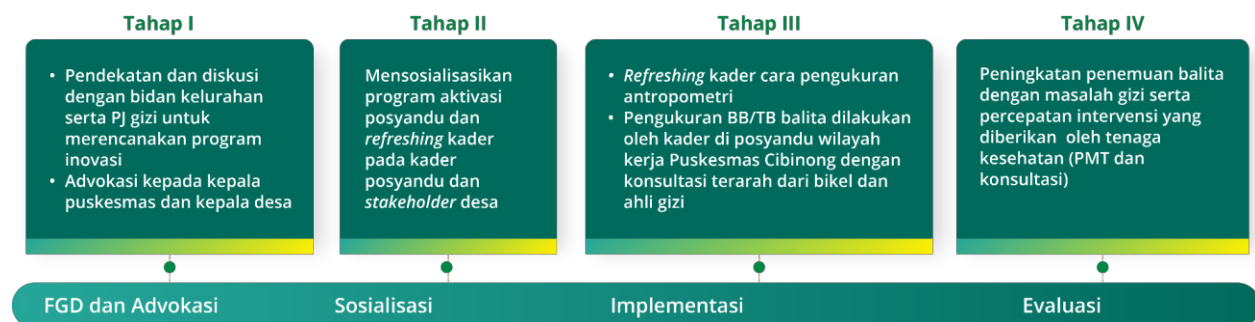 Tahap I
• Pendekatan dan diskusi
dengan bidan kelurahan
serta PJ gizi untuk
merencanakan program
inovasi
• Advokasi kepada kepala
puskesmas dan kepala desa
Tahap II
Mensosialisasikan
program aktivasi
posyandu dan
refreshing kader
pada kader
posyandu dan
stakeholder desa
Tahap III
• Refreshing kader cara pengukuran
antropometri
• Pengukuran BB/TB balita dilakukan
oleh kader di posyandu wilayah
kerja Puskesmas Cibinong dengan
konsultasi terarah dari bikel dan
ahli gizi
Tahap IV
Peningkatan penemuan balita
dengan masalah gizi serta
percepatan intervensi yang
diberikan oleh tenaga
kesehatan (PMT dan
konsultasi)
FGD dan Advokasi
Sosialisasi
Implementasi
Evaluasi